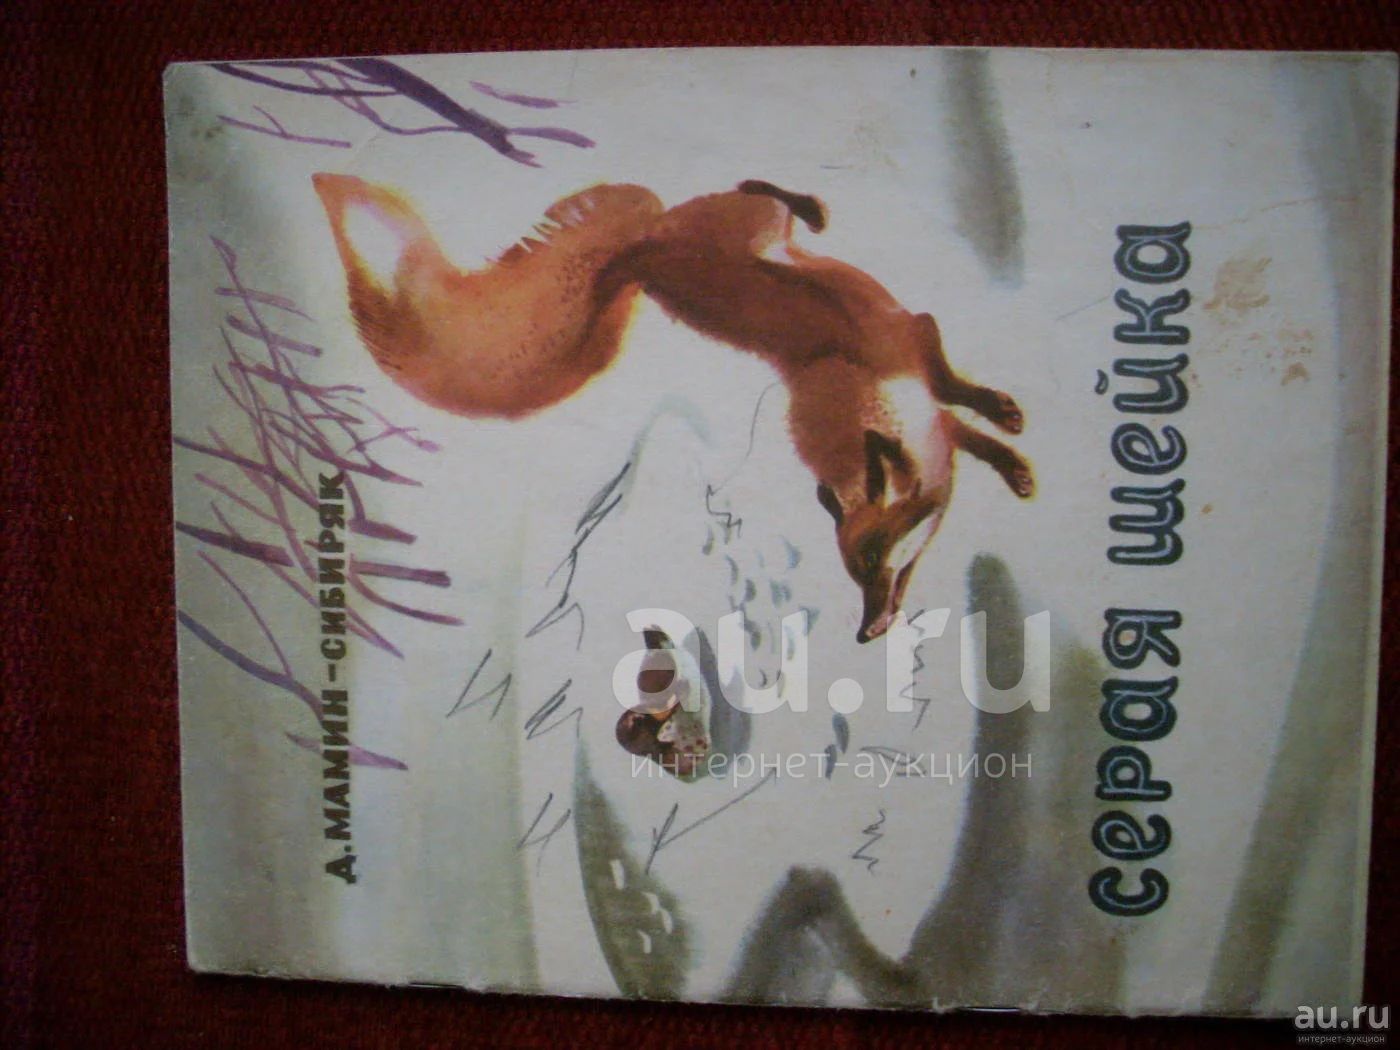 Д.МАМИН-СИБИРЯК
серая шейка
au.ru
интернет-аукцион
au.ru
интернет-аукцион